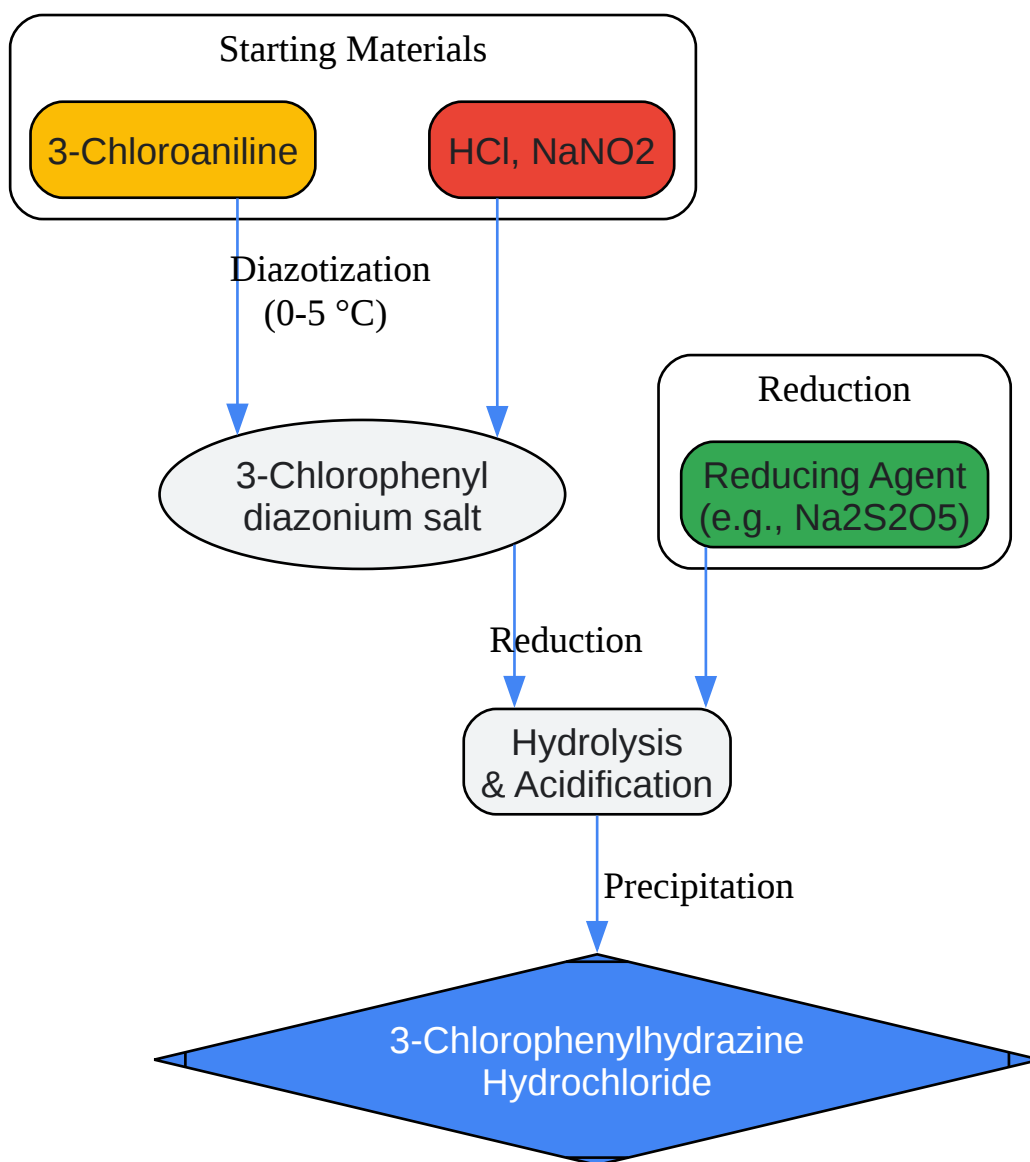 Starting Materials
3-Chloroaniline
HCl, NaNO2
Diazotization
(0-5 °C)
Reduction
3-Chlorophenyl
diazonium salt
Reducing Agent
(e.g., Na2S2O5)
Reduction
Hydrolysis
& Acidification
Precipitation
3-Chlorophenylhydrazine
Hydrochloride